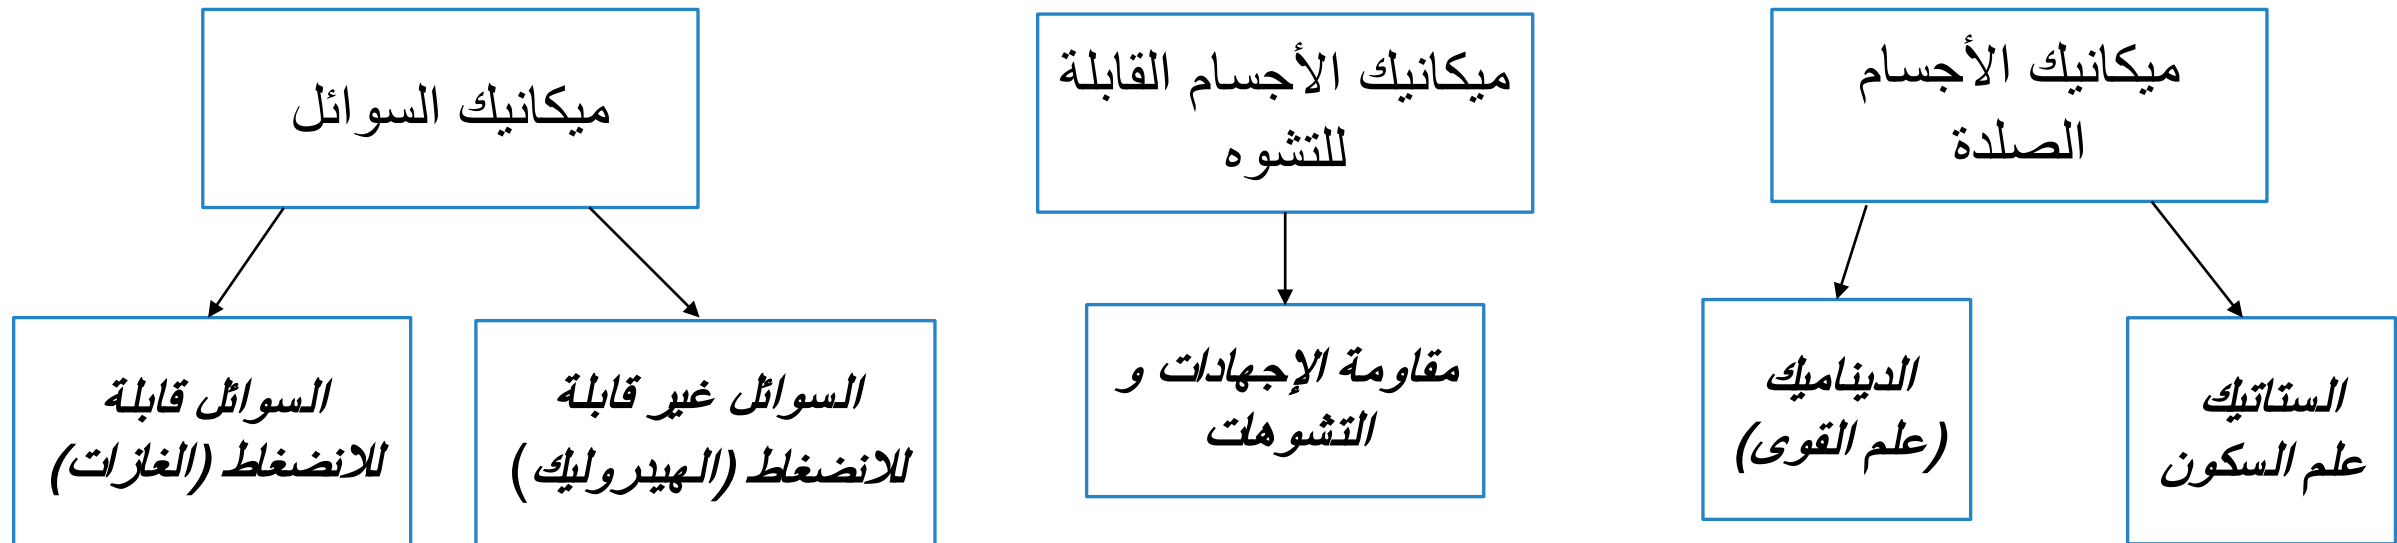 ميكانيك الأجسام
الصلدة
ميكانيك الأجسام القابلة
للتشوه
ميكانيك السوائل
الستاتيك
علم السكون
الديناميك
(علم القوى)
مقاومة الإجهادات و
التشوهات
السوائل غير قابلة
للانضغاط (الهيدروليك)
السوائل قابلة
للانضغاط (الغازات)